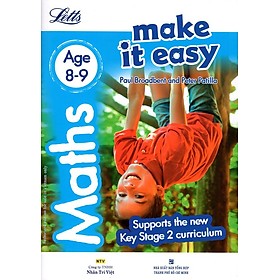 Letts
make
it easy
Age
8-9
Paul Broadbent and Peter Patilla
Maths
Supports the new
Key Stage 2 curriculum
NTV
Công ty TNHH
Nhân Trí Việt
NHÀ XUẤT BẢN TỔNG HỢP
THÀNH PHỐ HỒ CHÍ MINH